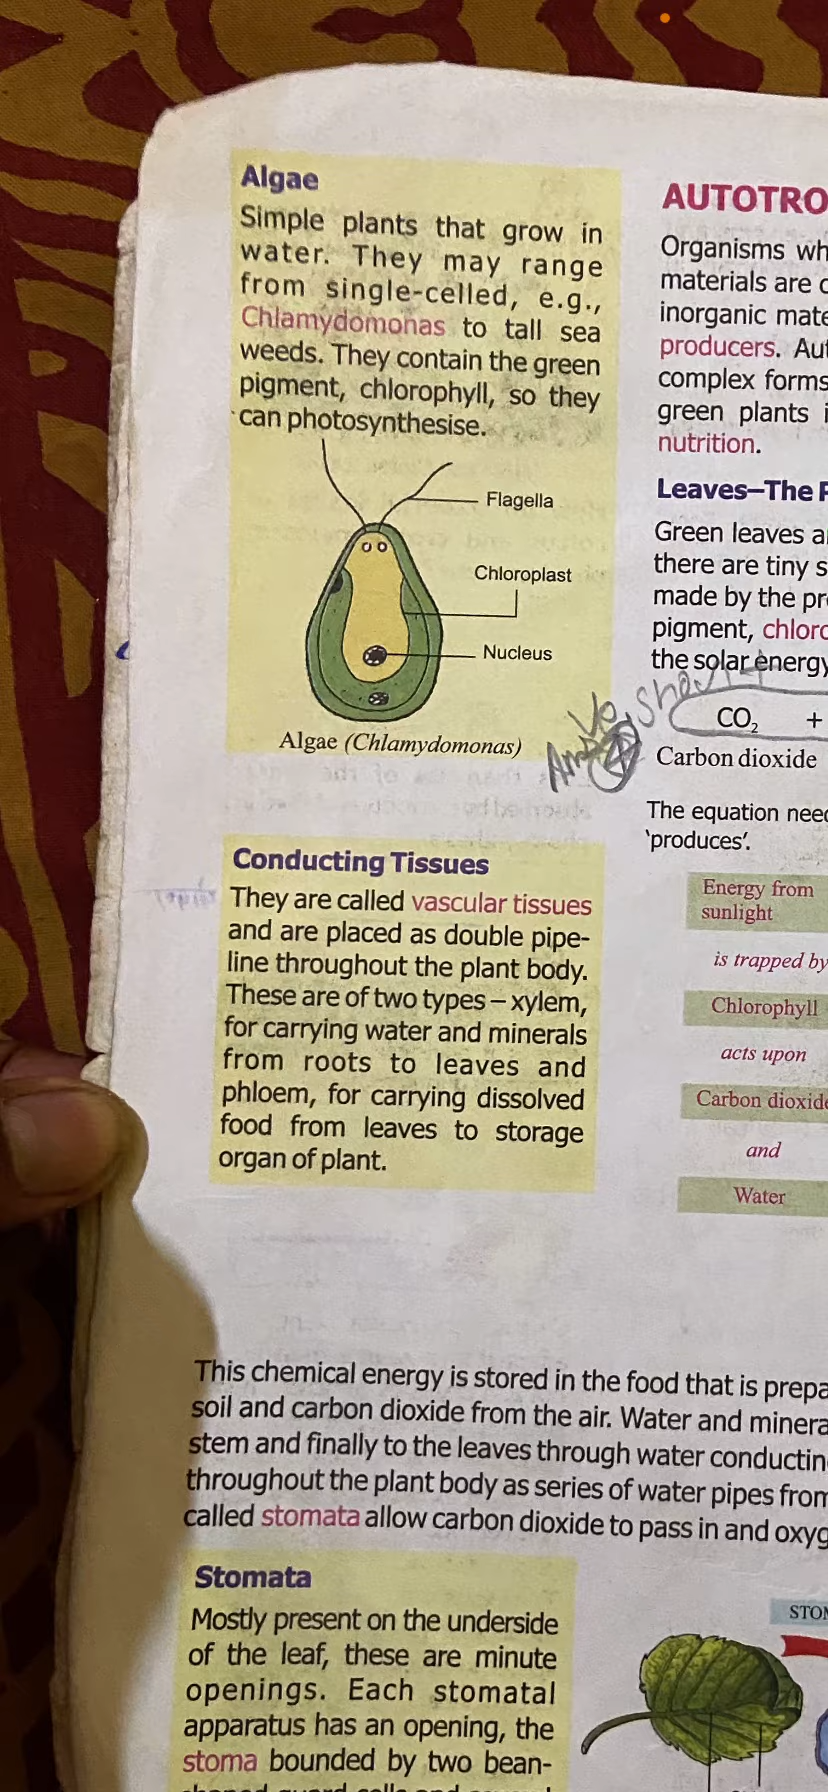 Algae
Simple plants that grow in
water. They may range
from single-celled, e.g.,
Chlamydomonas to tall sea
weeds. They contain the green
pigment, chlorophyll, so they
can photosynthesise.
Flagella
Chloroplast
Nucleus
Algae (Chlamydomonas)
Conducting Tissues
They are called vascular tissues
and are placed as double pipe-
line throughout the plant body.
These are of two types – xylem,
for carrying water and minerals
from roots to leaves and
phloem, for carrying dissolved
food from leaves to storage
organ of plant.
AUTOTRO
Organisms wh
materials are
inorganic mate
producers. Aut
complex forms
green plants i
nutrition.
Leaves–The
Green leaves a
there are tiny s
made by the pr
pigment, chloro
the solar energy
CO₂ +
Carbon dioxide
The equation need
‘produces’.
Energy from
sunlight
is trapped by
Chlorophyll
acts upon
Carbon dioxide
and
Water
This chemical energy is stored in the food that is prepa
soil and carbon dioxide from the air. Water and minera
stem and finally to the leaves through water conductin
throughout the plant body as series of water pipes from
called stomata allow carbon dioxide to pass in and oxyg
Stomata
Mostly present on the underside
of the leaf, these are minute
openings. Each stomatal
apparatus has an opening, the
stoma bounded by two bean-
STOM